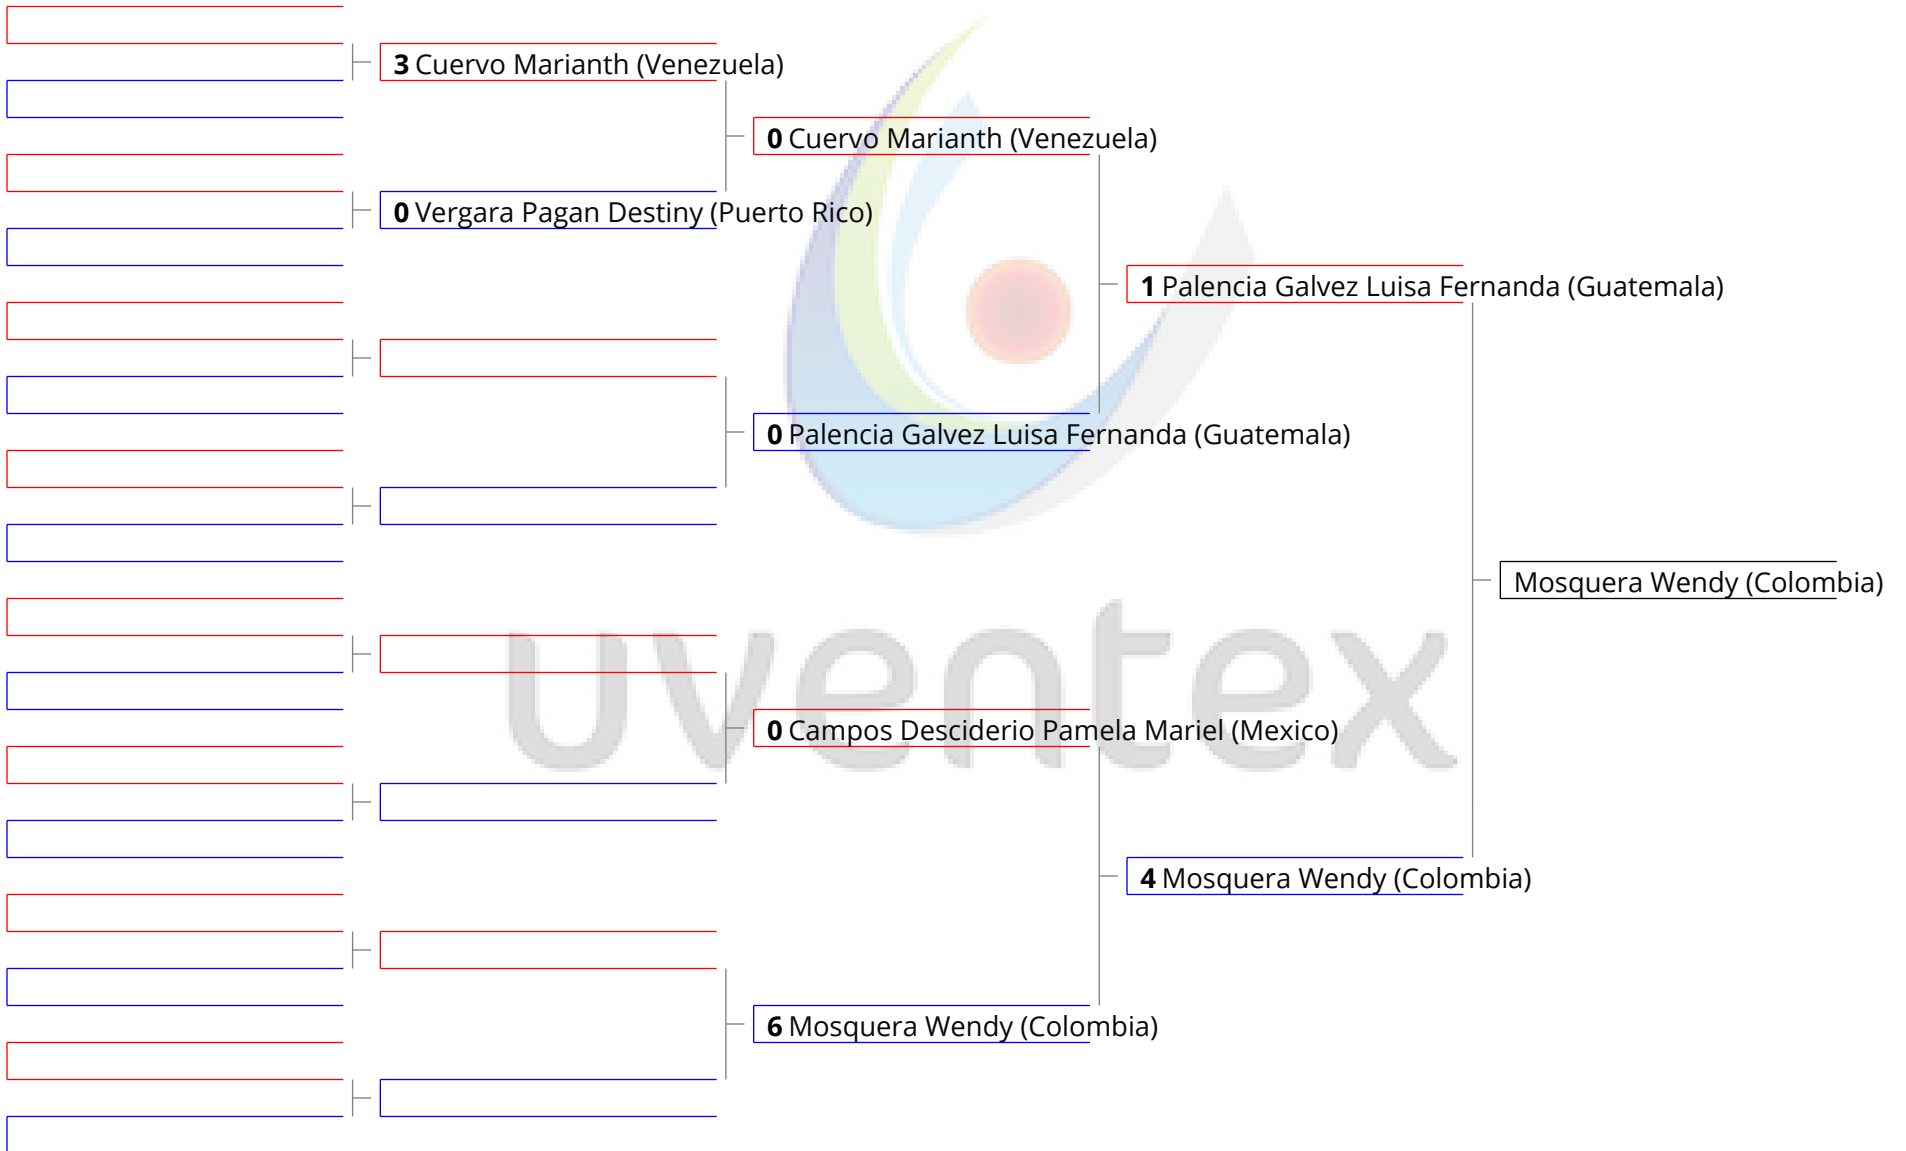 3 Cuervo Marianth (Venezuela)
0 Cuervo Marianth (Venezuela)
0 Vergara Pagan Destiny (Puerto Rico)
1 Palencia Galvez Luisa Fernanda (Guatemala)
0 Palencia Galvez Luisa Fernanda (Guatemala)
Mosquera Wendy (Colombia)
uventex
0 Campos Desciderio Pamela Mariel (Mexico)
4 Mosquera Wendy (Colombia)
6 Mosquera Wendy (Colombia)